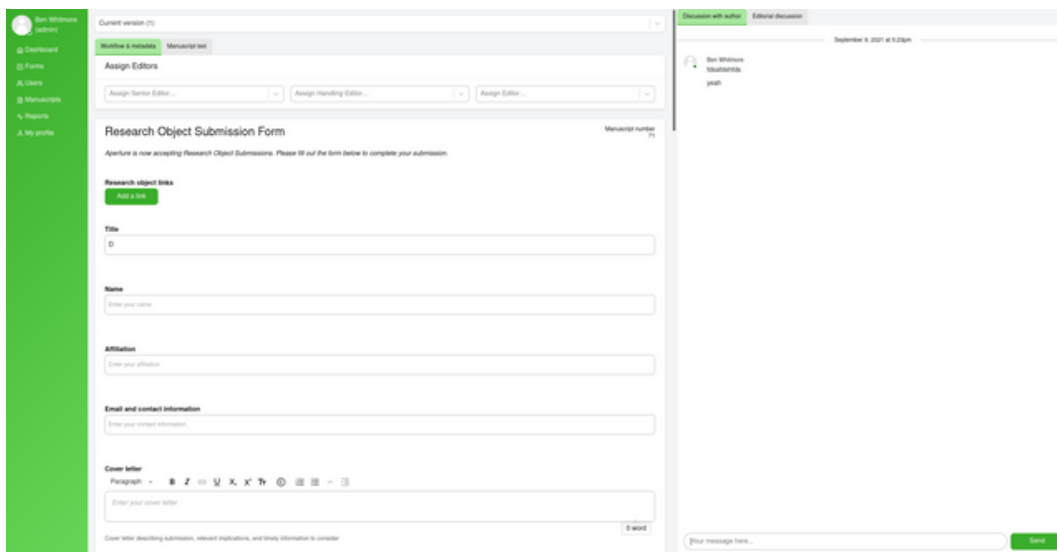 Ben Whitmore
(admin)
Dashboard
Forms
Users
Manuscripts
Reports
My profile
Current version (1)
Workflow & metadata
Manuscript text
Assign Editors
Assign Senior Editor...
Assign Handling Editor...
Assign Editor...
Research Object Submission Form
Manuscript number
71
Aperture is now accepting Research Object Submissions. Please fill out the form below to complete your submission.
Research object links
Add a link
Title
D
Name
Enter your name
Affiliation
Enter your affiliation
Email and contact information
Enter your contact information
Cover letter
Paragraph
Enter your cover letter
0 word
Cover letter describing submission, relevant implications, and timely information to consider
Discussion with author
Editorial discussion
September 9, 2021 at 5:23pm
Ben Whitmore
yeah
Your message here...
Send